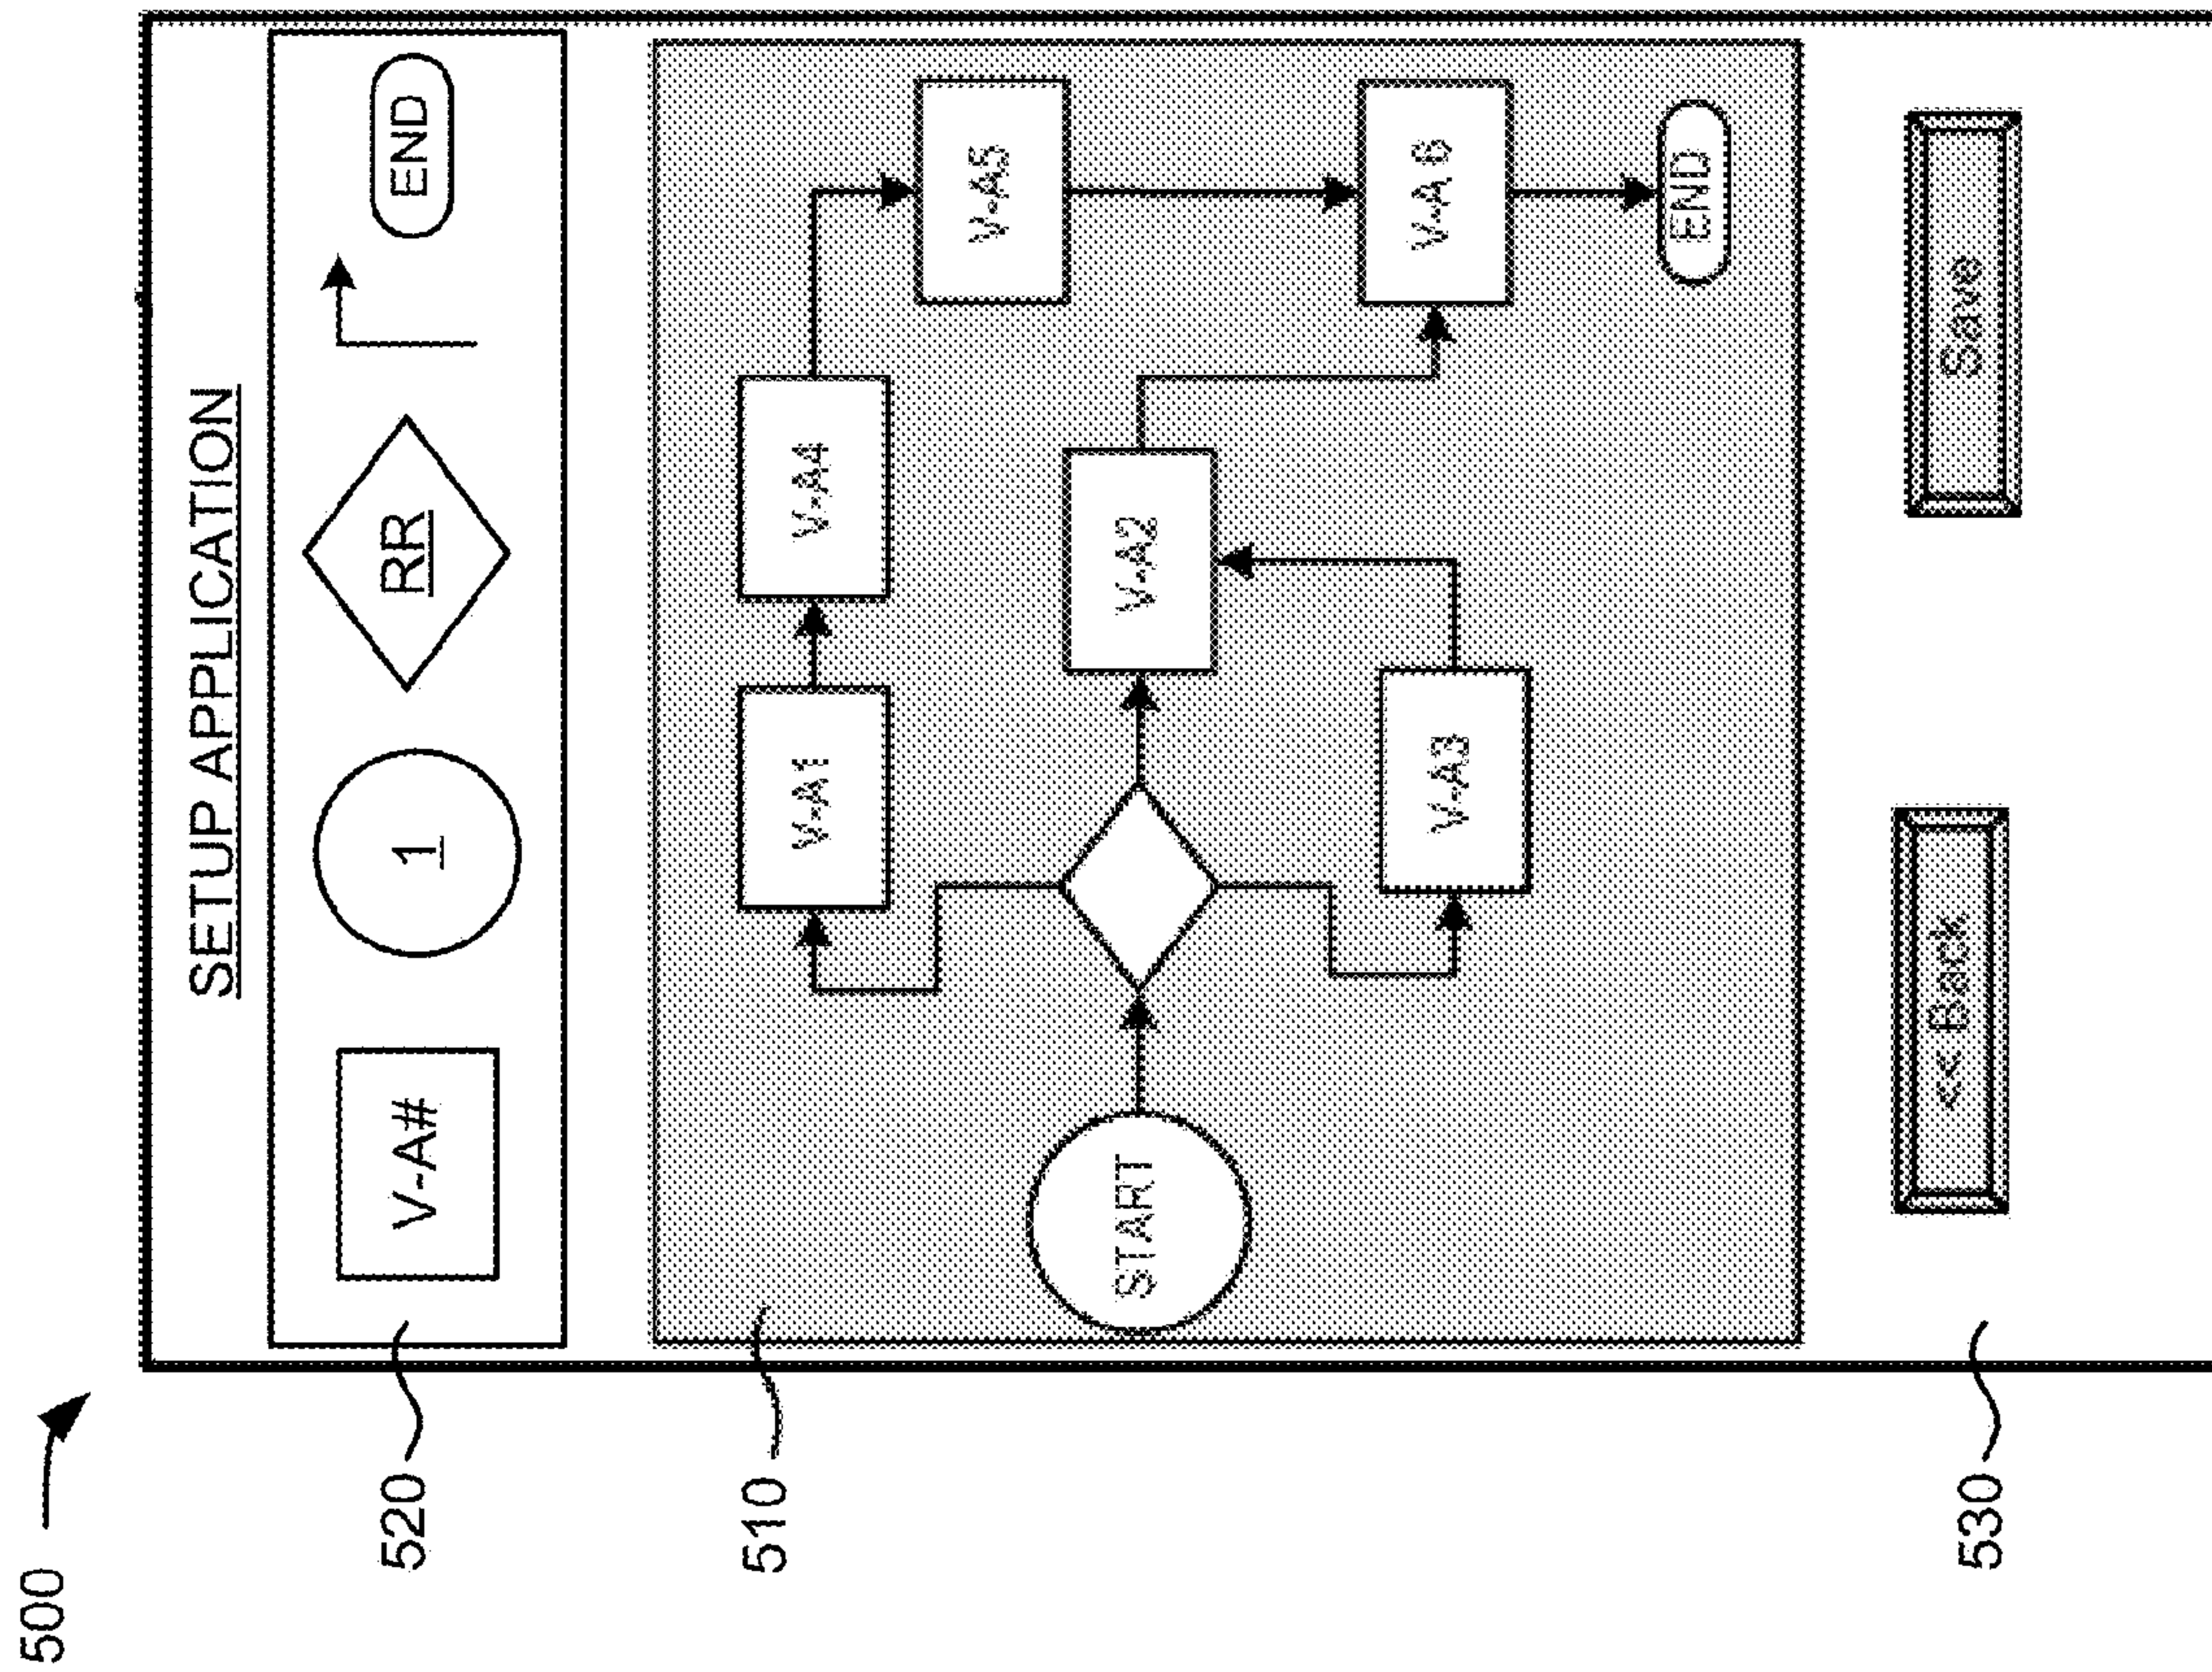 500
SETUP APPLICATION
520
V-A#
1
RR
END
510
START
V-A1
V-A4
V-A5
V-A2
V-A3
V-A 6
END
530
<< Back
Save